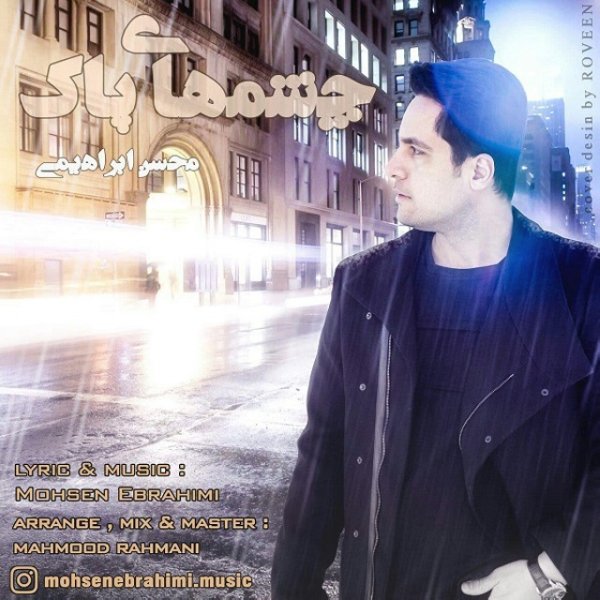 چشمهای پاک
محسن ابراهیمی
cover desin by ROVEEN
LYRIC & MUSIC :
MOHSEN EBRAHIMI
ARRANGE , MIX & MASTER :
MAHMOOD RAHMANI
mohsenebrahimi.music